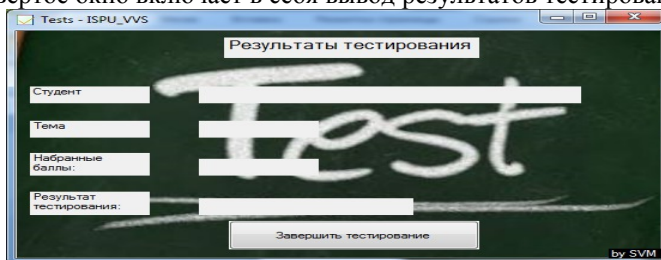 вертое окно включает в себя вывод результатов тестирован
Tests - ISPU_VVS
Результаты тестирования
Студент
Тема
Набранные
баллы:
Результат
тестирования:
Test
Завершить тестирование
by SVM